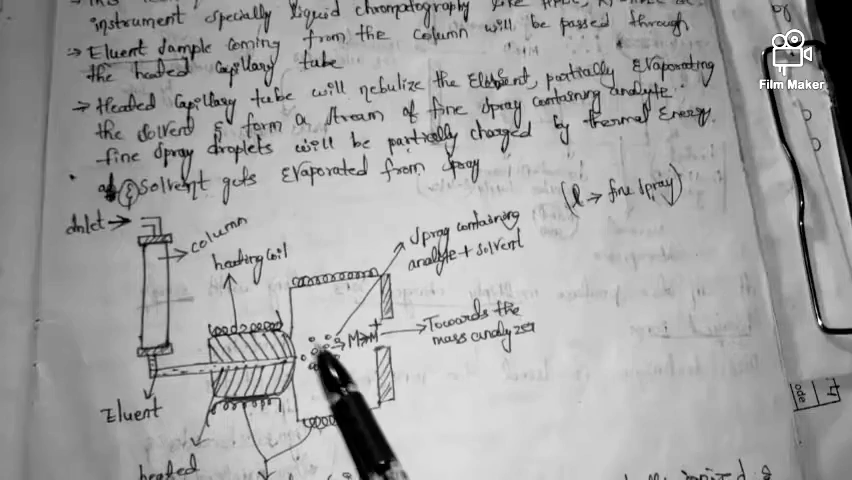 instrument specially liquid chromatography like HPLC,
→ Eluent sample coming from the column will be passed through
the heated capillary tube
→ Heated capillary tube will nebulize the Eluent, partially Evaporating
the solvent & form a stream of fine spray containing analyte.
fine spray droplets will be partically charged by thermal Energy
& solvent gets Evaporated from spray
(l → fine spray)
Inlet →
column
heating coil
spray containing
analyte + solvent
M→M+
Towards the
mass analyzer
Eluent
heated
of
ode
Film Maker